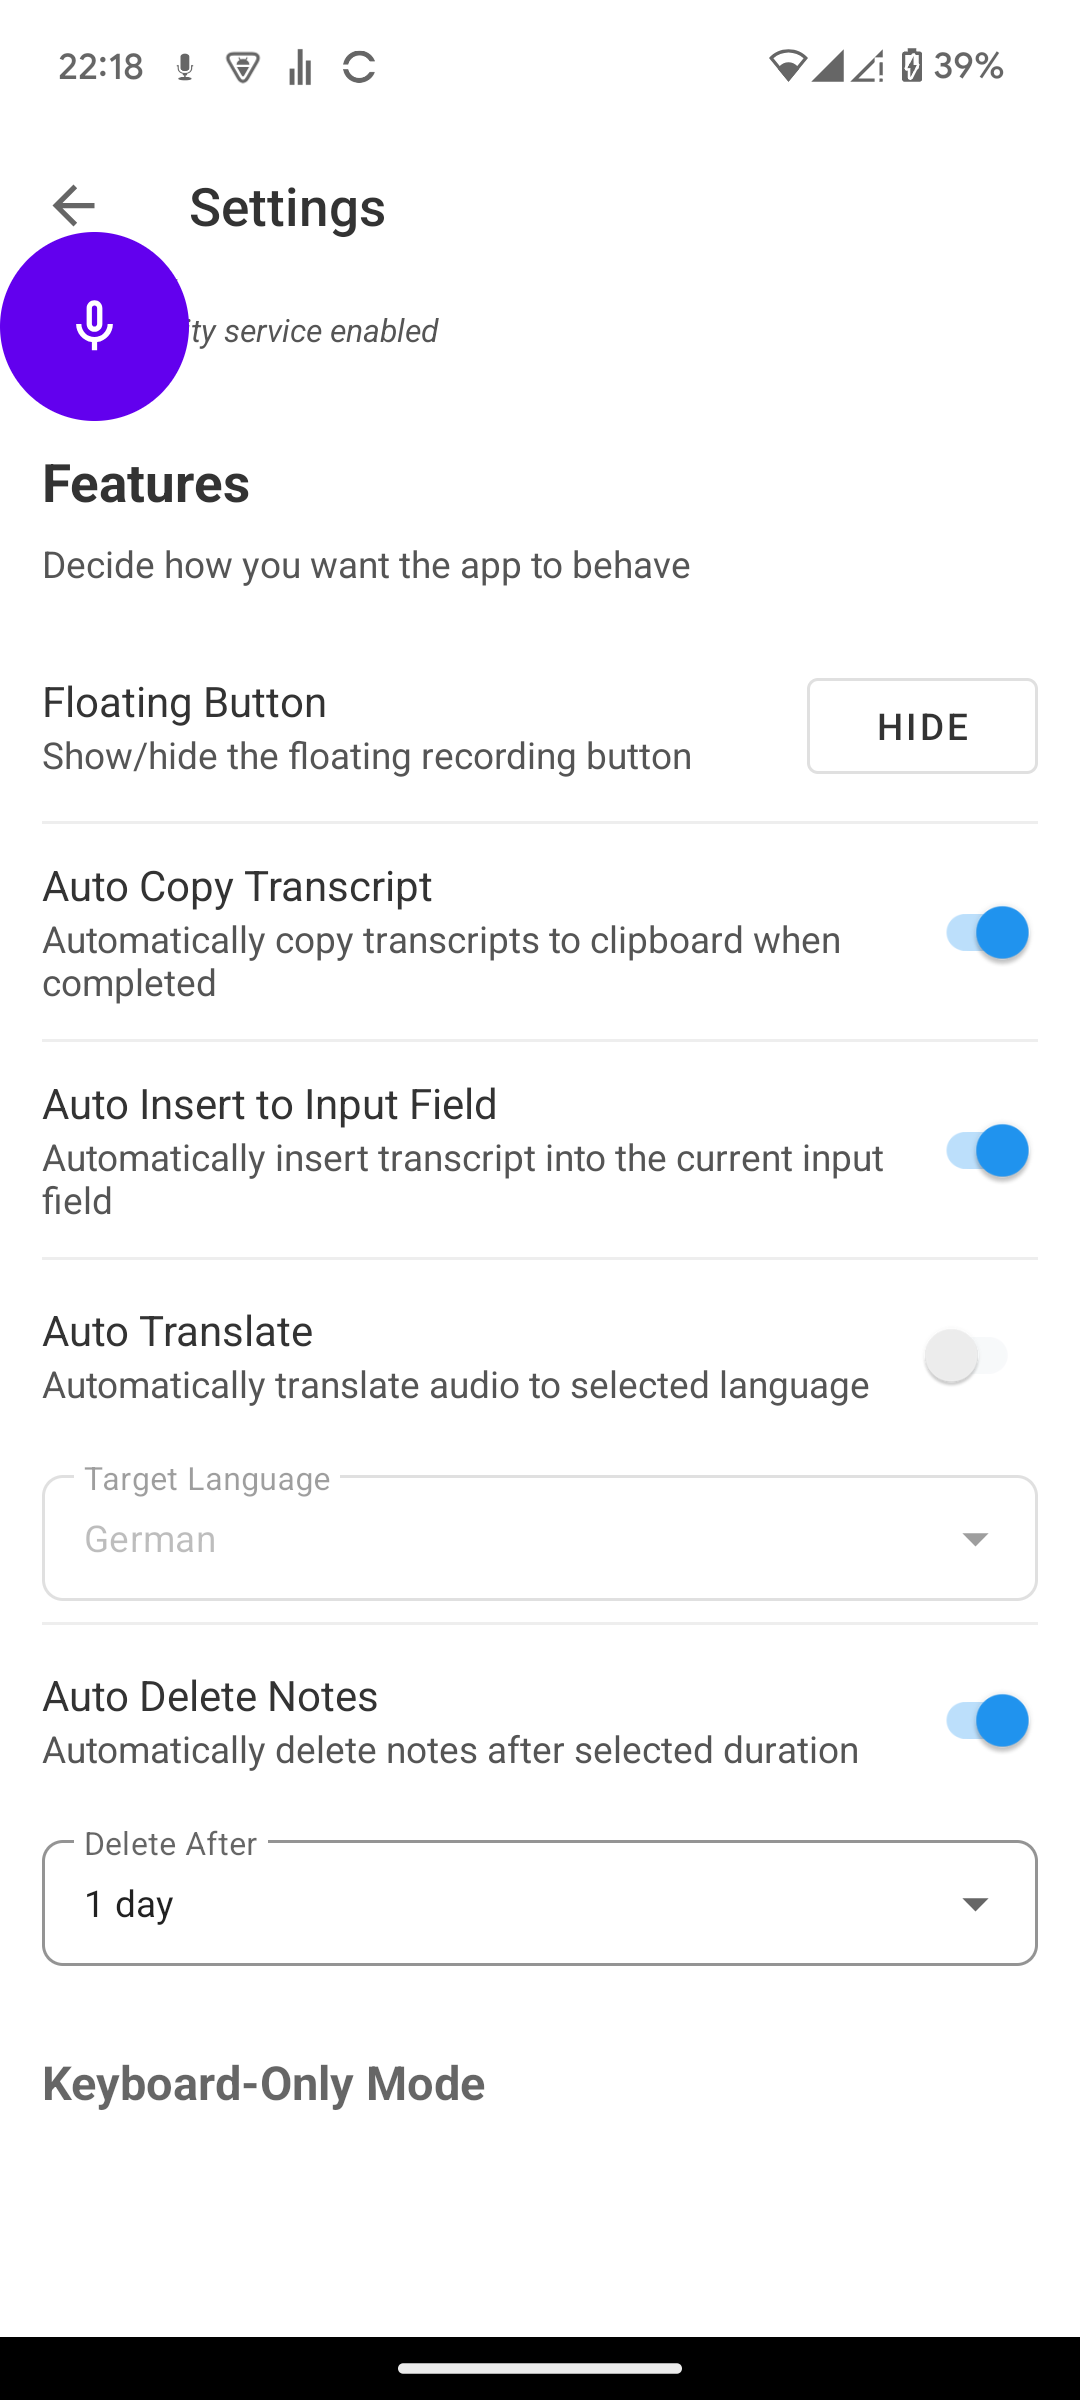 22:18
39%
Settings
service enabled
Features
Decide how you want the app to behave
Floating Button
Show/hide the floating recording button
HIDE
Auto Copy Transcript
Automatically copy transcripts to clipboard when
completed
Auto Insert to Input Field
Automatically insert transcript into the current input
field
Auto Translate
Automatically translate audio to selected language
Target Language
German
Auto Delete Notes
Automatically delete notes after selected duration
Delete After
1 day
Keyboard-Only Mode